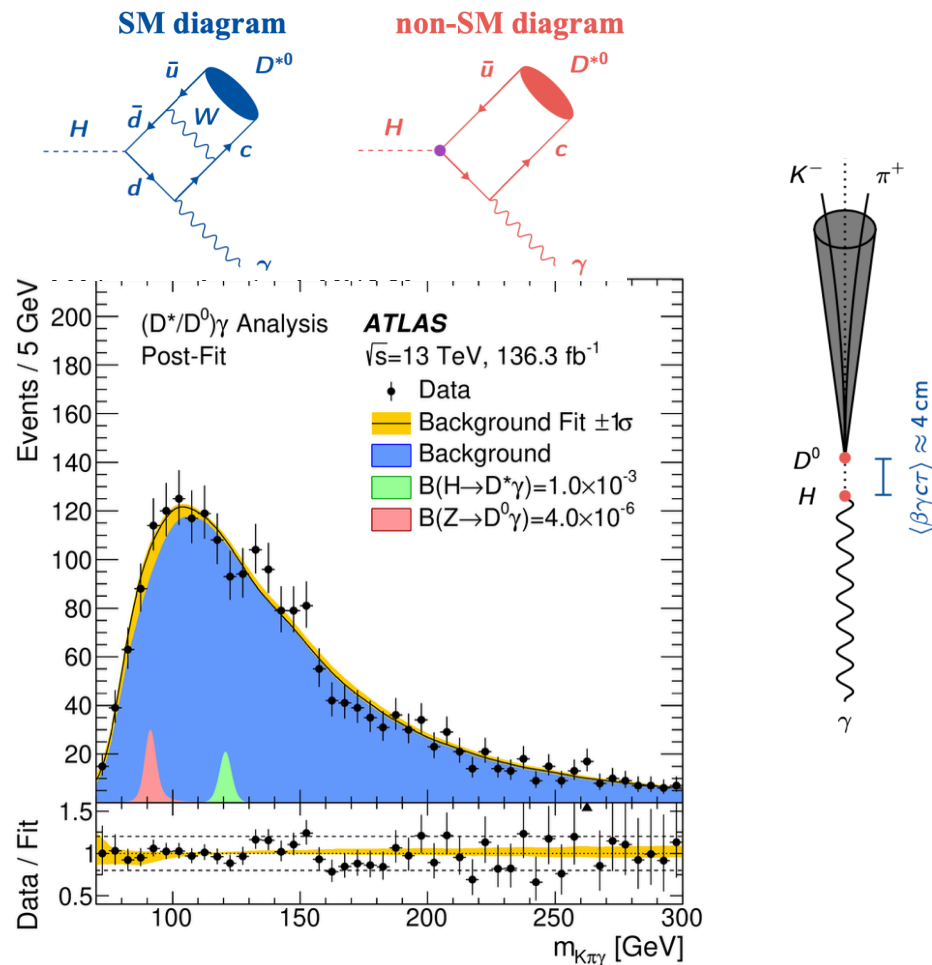 SM diagram
non-SM diagram
ū
D*0
d̄
W
H
c
d
γ
ū
D*0
H
c
γ
K⁻
π⁺
D⁰
H
⟨βγcτ⟩ ≈ 4 cm
γ
Events / 5 GeV
(D*/D⁰)γ Analysis
Post-Fit
ATLAS
√s=13 TeV, 136.3 fb⁻¹
Data
Background Fit ±1σ
Background
B(H→D*γ)=1.0×10⁻³
B(Z→D⁰γ)=4.0×10⁻⁶
200
180
160
140
120
100
80
60
40
20
Data / Fit
1.5
1
0.5
100 150 200 250 300
m_Kπγ [GeV]